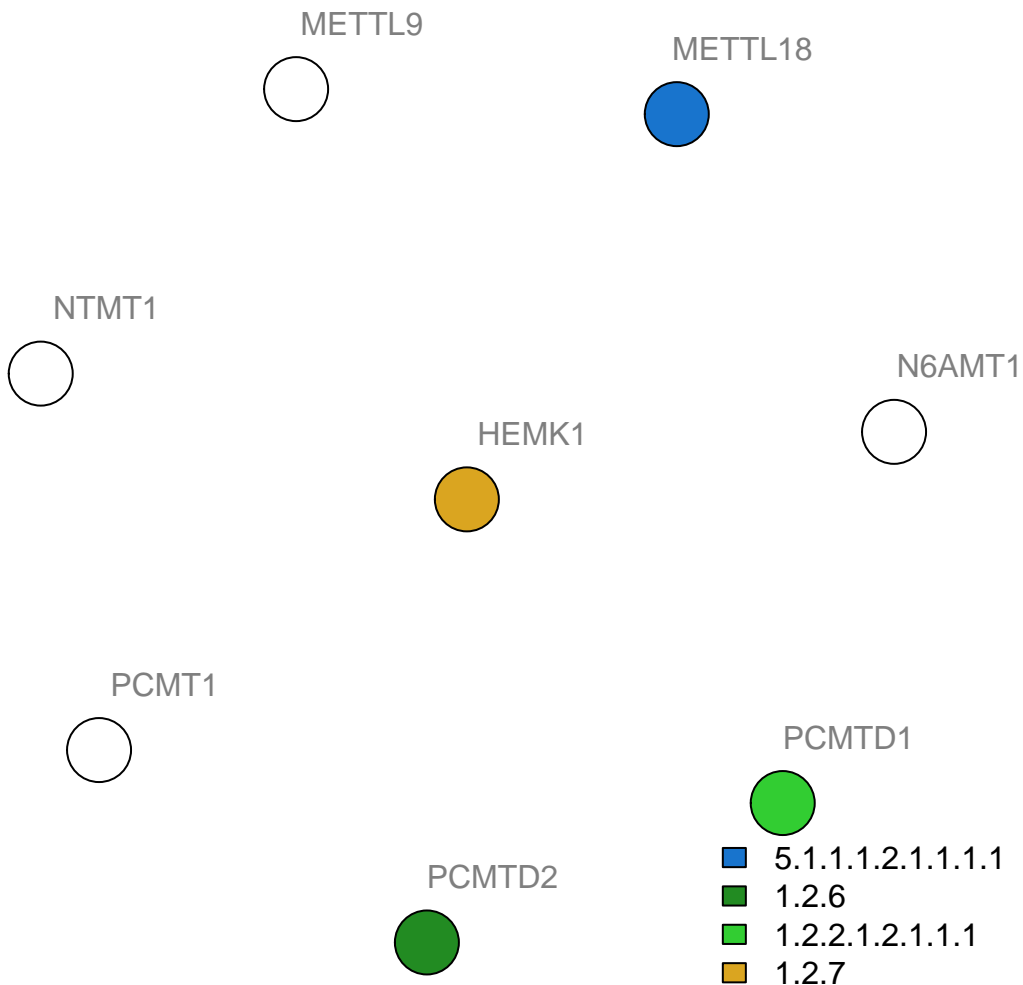 METTL9
METTL18
NTMT1
N6AMT1
HEMK1
PCMT1
PCMTD1
PCMTD2
5.1.1.1.2.1.1.1.1
1.2.6
1.2.2.1.2.1.1.1
1.2.7